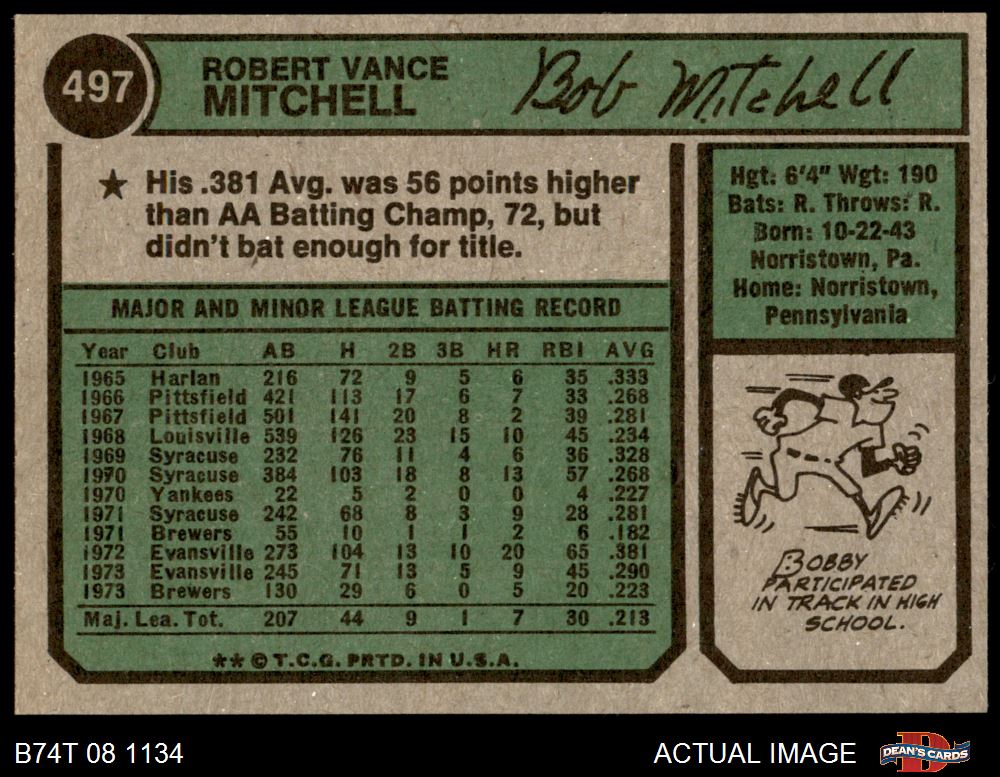 497
ROBERT VANCE
MITCHELL
Bob Mitchell
★ His .381 Avg. was 56 points higher
than AA Batting Champ, 72, but
didn't bat enough for title.
MAJOR AND MINOR LEAGUE BATTING RECORD
Year Club AB H 2B 3B HR RBI AVG
1965 Harlan 216 72 9 5 6 35 .333
1966 Pittsfield 421 113 17 6 7 33 .268
1967 Pittsfield 501 141 20 8 2 39 .281
1968 Louisville 539 126 23 15 10 45 .234
1969 Syracuse 232 76 11 4 6 36 .328
1970 Syracuse 384 103 18 8 13 57 .268
1970 Yankees 22 5 2 0 0 4 .227
1971 Syracuse 242 68 8 3 9 28 .281
1971 Brewers 55 10 1 1 2 6 .182
1972 Evansville 273 104 13 10 20 65 .381
1973 Evansville 245 71 13 5 9 45 .290
1973 Brewers 130 29 6 0 5 20 .223
Maj. Lea. Tot. 207 44 9 1 7 30 .213
** © T.C.G. PRTD. IN U.S.A.
Hgt: 6'4" Wgt: 190
Bats: R. Throws: R.
Born: 10-22-43
Norristown, Pa.
Home: Norristown,
Pennsylvania
BOBBY
PARTICIPATED
IN TRACK IN HIGH
SCHOOL.
B74T 08 1134
ACTUAL IMAGE
DEAN'S CARDS